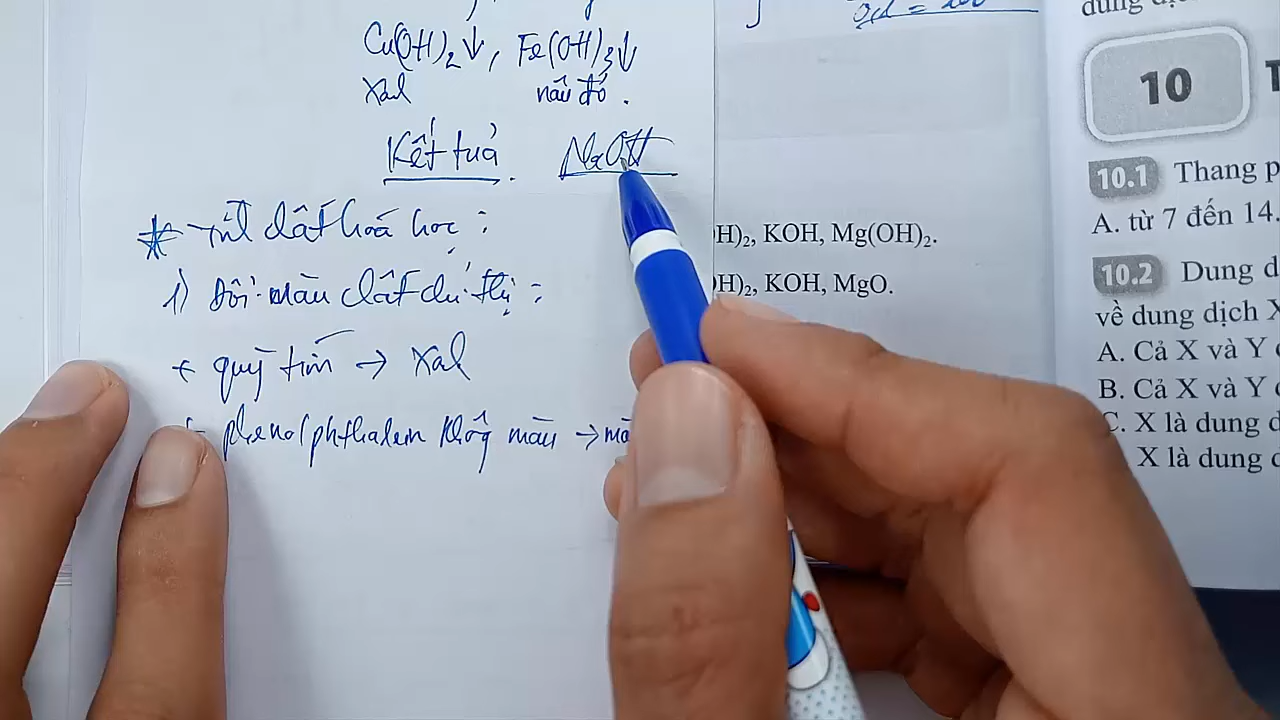 Cu(OH)₂↓, Fe(OH)₃↓
xanh
nâu đỏ.
Kết tủa. NaOH
* Tính chất hoá học:
1) Đổi màu chất chỉ thị:
+ quỳ tím → xanh
+ phenolphthalein không màu →
OH)₂, KOH, Mg(OH)₂.
OH)₂, KOH, MgO.
dung
10
10.1 Thang
A. từ 7 đến 14.
10.2 Dung
về dung dịch X
A. Cả X và Y
B. Cả X và Y
C. X là dung
X là dung